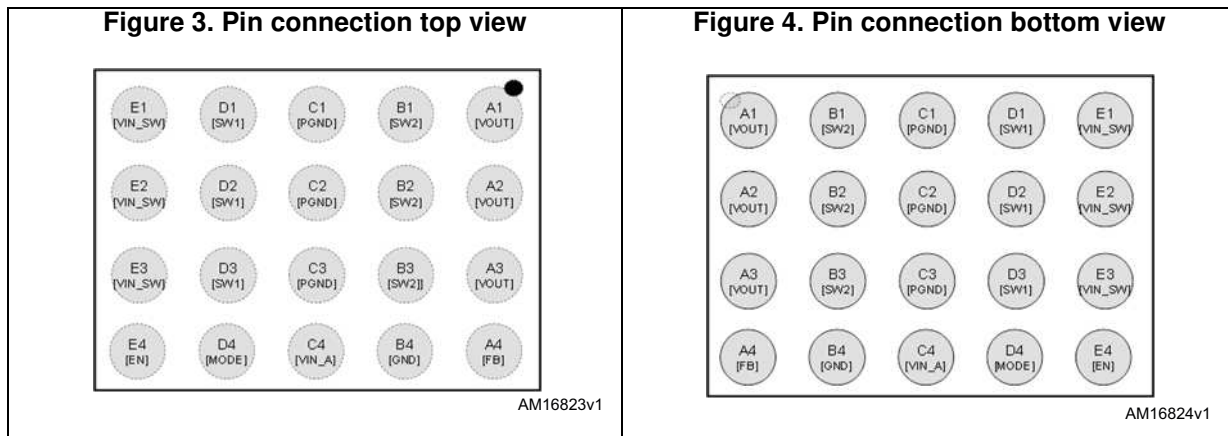 Figure 3. Pin connection top view
E1 D1 C1 B1 A1
[VIN_SW] [SW1] [PGND] [SW2] [VOUT]
E2 D2 C2 B2 A2
[VIN_SW] [SW1] [PGND] [SW2] [VOUT]
E3 D3 C3 B3 A3
[VIN_SW] [SW1] [PGND] [SW2]] [VOUT]
E4 D4 C4 B4 A4
[EN] [MODE] [VIN_A] [GND] [FB]
AM16823v1
Figure 4. Pin connection bottom view
A1 B1 C1 D1 E1
[VOUT] [SW2] [PGND] [SW1] [VIN_SW]
A2 B2 C2 D2 E2
[VOUT] [SW2] [PGND] [SW1] [VIN_SW]
A3 B3 C3 D3 E3
[VOUT] [SW2] [PGND] [SW1] [VIN_SW]
A4 B4 C4 D4 E4
[FB] [GND] [VIN_A] [MODE] [EN]
AM16824v1